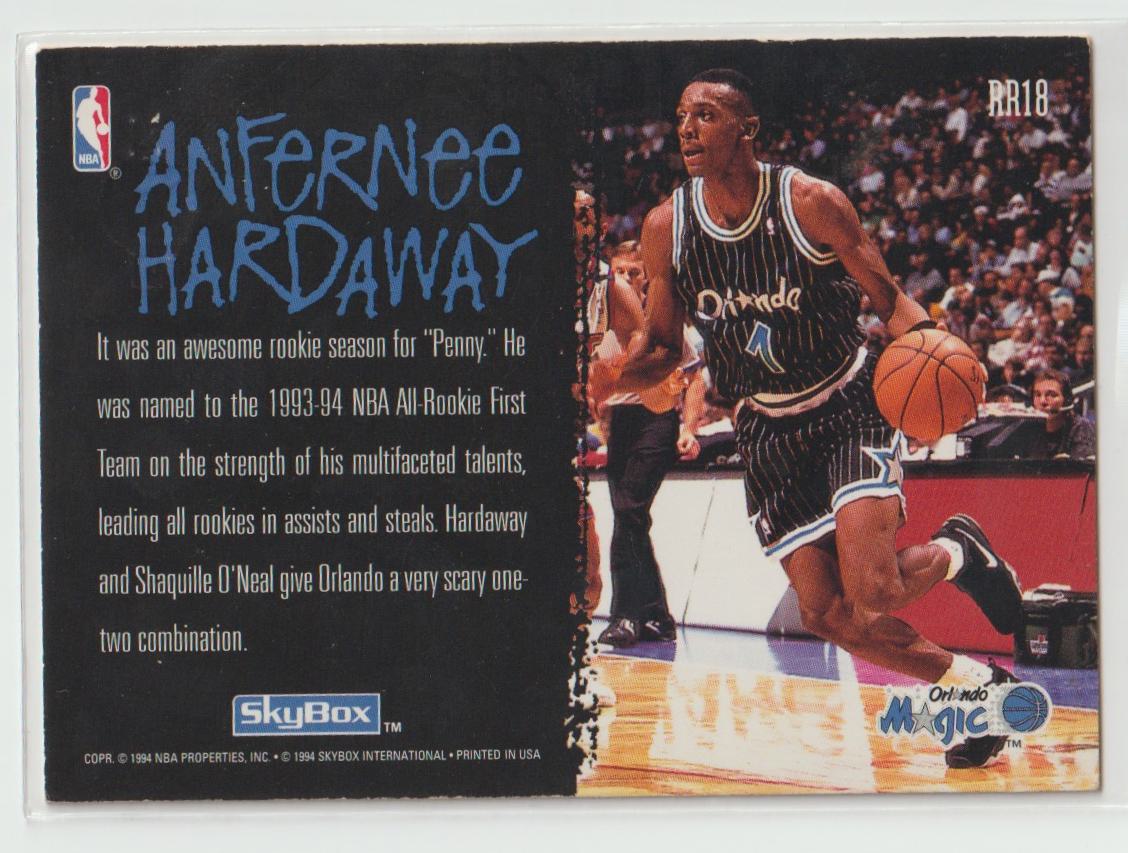 NBA
®
ANFERNEE
HARDAWAY
It was an awesome rookie season for "Penny." He
was named to the 1993-94 NBA All-Rookie First
Team on the strength of his multifaceted talents,
leading all rookies in assists and steals. Hardaway
and Shaquille O'Neal give Orlando a very scary one-
two combination.
SkyBox™
COPR. © 1994 NBA PROPERTIES, INC. • © 1994 SKYBOX INTERNATIONAL • PRINTED IN USA
RR18
Orlando
1
Orlando
Magic
™